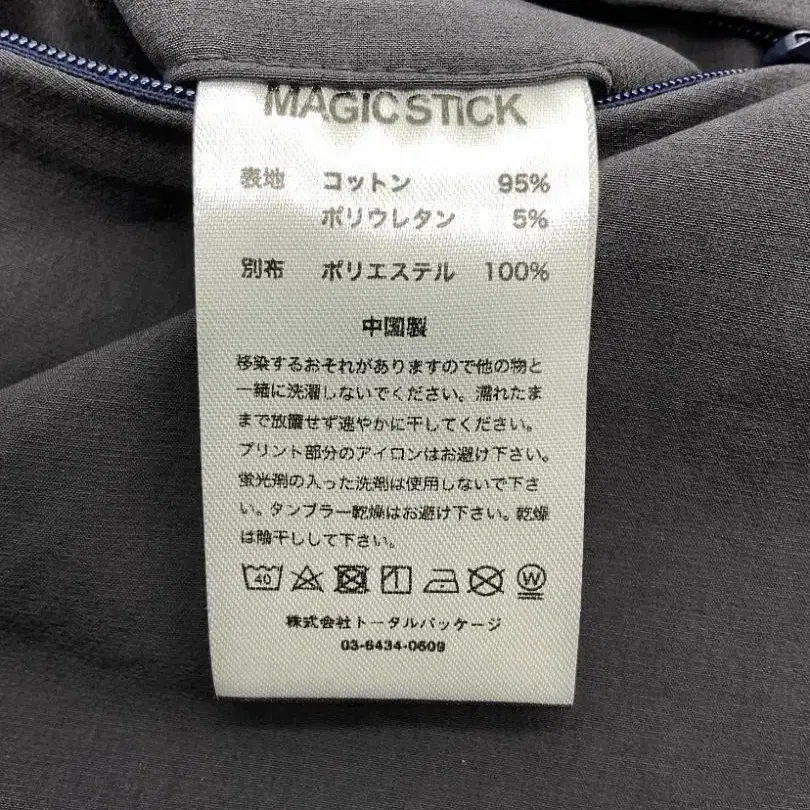 MAGIC STICK
表地 コットン 95%
ポリウレタン 5%
別布 ポリエステル 100%
中国製
移染するおそれがありますので他の物と
一緒に洗濯しないでください。濡れたま
まで放置せず速やかに干してください。
プリント部分のアイロンはお避け下さい。
蛍光剤の入った洗剤は使用しないで下さ
い。タンブラー乾燥はお避け下さい。乾燥
は陰干しして下さい。
40
W
株式会社トータルパッケージ
03-6434-0609